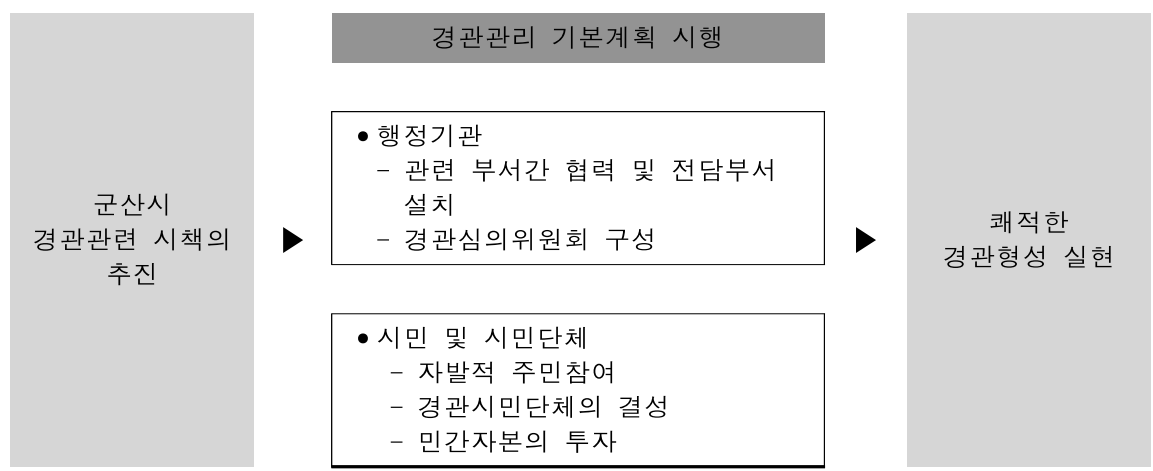 군산시
경관관련 시책의
추진
경관관리 기본계획 시행
● 행정기관
- 관련 부서간 협력 및 전담부서
설치
- 경관심의위원회 구성
● 시민 및 시민단체
- 자발적 주민참여
- 경관시민단체의 결성
- 민간자본의 투자
쾌적한
경관형성 실현